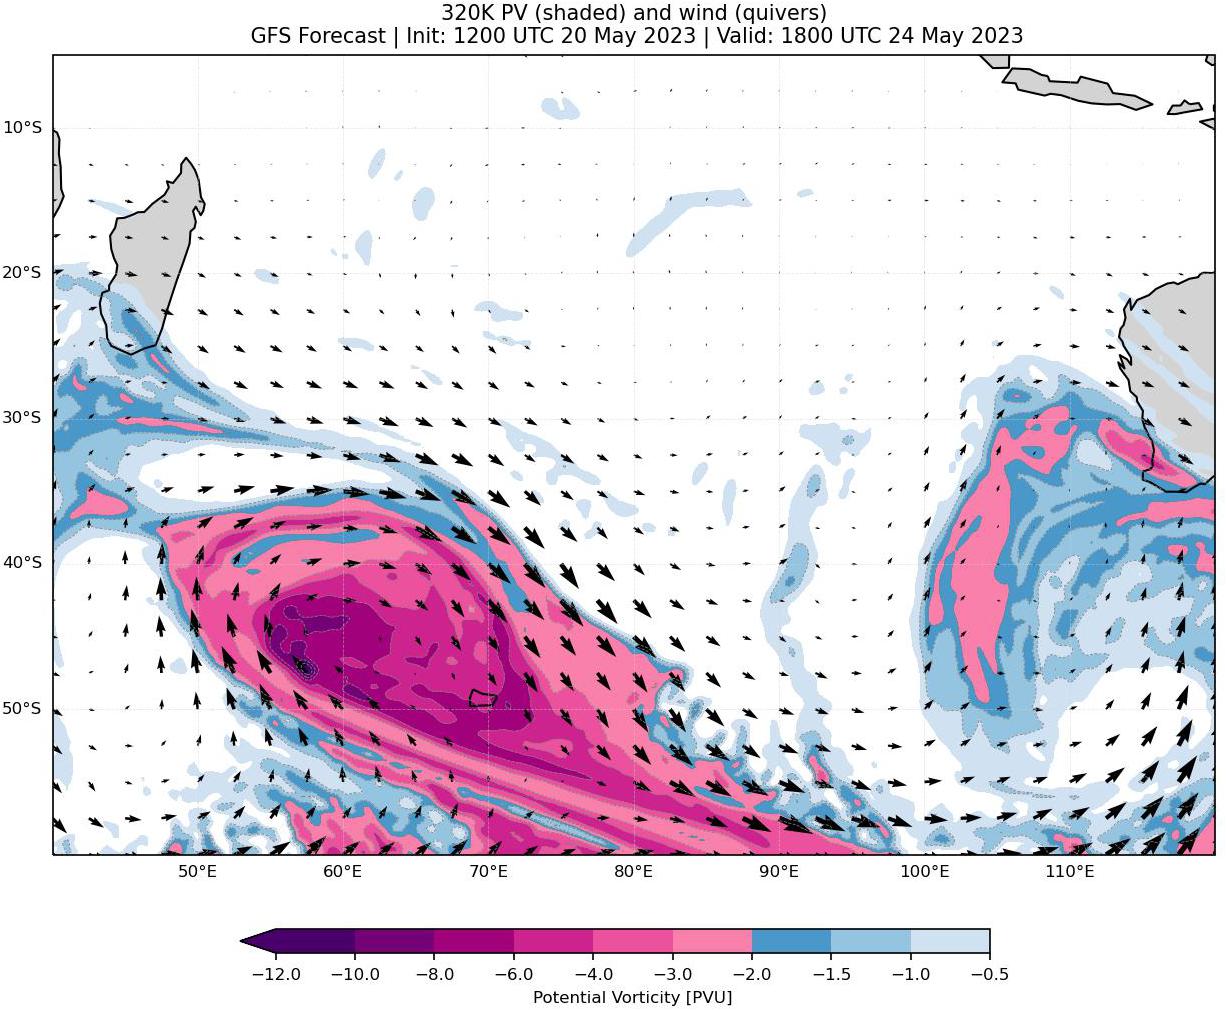 320K PV (shaded) and wind (quivers)
GFS Forecast | Init: 1200 UTC 20 May 2023 | Valid: 1800 UTC 24 May 2023
10°S
20°S
30°S
40°S
50°S
50°E 60°E 70°E 80°E 90°E 100°E 110°E
−12.0 −10.0 −8.0 −6.0 −4.0 −3.0 −2.0 −1.5 −1.0 −0.5
Potential Vorticity [PVU]